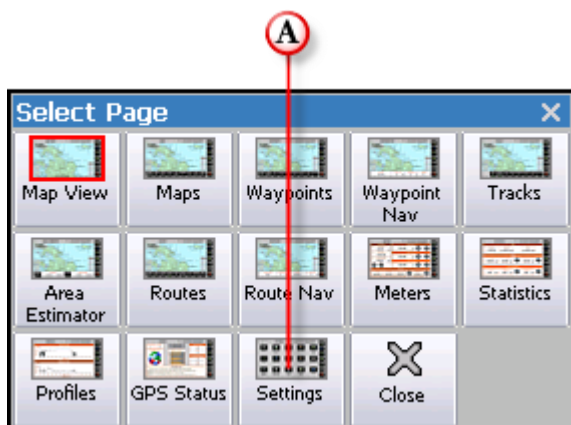 A
Select Page
Map View
Maps
Waypoints
Waypoint
Nav
Tracks
Area
Estimator
Routes
Route Nav
Meters
Statistics
Profiles
GPS Status
Settings
Close